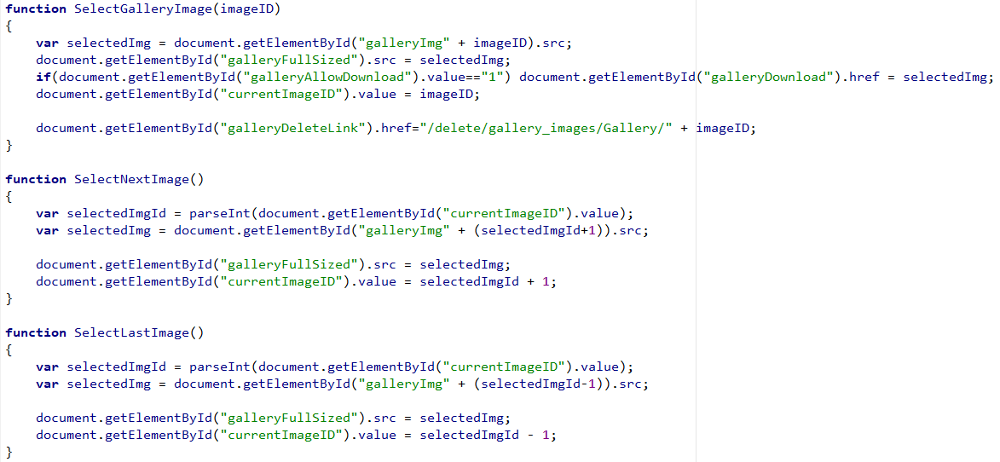 function SelectGalleryImage(imageID)
{
    var selectedImg = document.getElementById("galleryImg" + imageID).src;
    document.getElementById("galleryFullSized").src = selectedImg;
    if(document.getElementById("galleryAllowDownload").value=="1") document.getElementById("galleryDownload").href = selectedImg;
    document.getElementById("currentImageID").value = imageID;

    document.getElementById("galleryDeleteLink").href="/delete/gallery_images/Gallery/" + imageID;
}

function SelectNextImage()
{
    var selectedImgId = parseInt(document.getElementById("currentImageID").value);
    var selectedImg = document.getElementById("galleryImg" + (selectedImgId+1)).src;

    document.getElementById("galleryFullSized").src = selectedImg;
    document.getElementById("currentImageID").value = selectedImgId + 1;
}

function SelectLastImage()
{
    var selectedImgId = parseInt(document.getElementById("currentImageID").value);
    var selectedImg = document.getElementById("galleryImg" + (selectedImgId-1)).src;

    document.getElementById("galleryFullSized").src = selectedImg;
    document.getElementById("currentImageID").value = selectedImgId - 1;
}